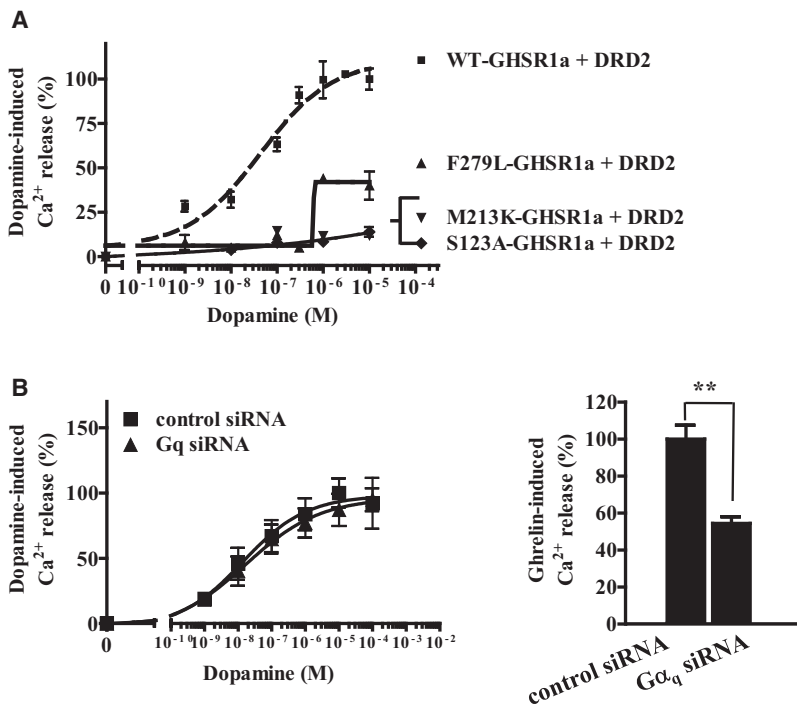 A
Dopamine-induced
Ca²⁺ release (%)
100
75
50
25
0
0 10⁻¹⁰ 10⁻⁹ 10⁻⁸ 10⁻⁷ 10⁻⁶ 10⁻⁵ 10⁻⁴
Dopamine (M)
WT-GHSR1a + DRD2
F279L-GHSR1a + DRD2
M213K-GHSR1a + DRD2
S123A-GHSR1a + DRD2
B
Dopamine-induced
Ca²⁺ release (%)
150
100
50
0
control siRNA
Gq siRNA
0 10⁻¹⁰ 10⁻⁹ 10⁻⁸ 10⁻⁷ 10⁻⁶ 10⁻⁵ 10⁻⁴ 10⁻³ 10⁻²
Dopamine (M)
Ghrelin-induced
Ca²⁺ release (%)
120
100
80
60
40
20
0
**
control siRNA
Gαq siRNA